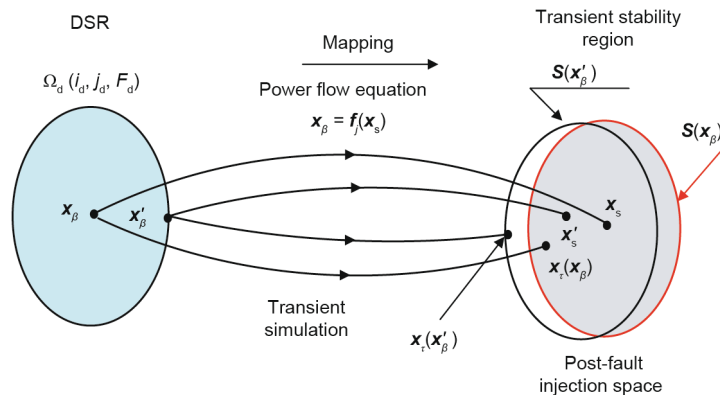 DSR
Ω_d (i_d, j_d, F_d)
Mapping
Power flow equation
x_β = f_j(x_s)
Transient stability
region
S(x′_β)
S(x_β)
x_β
x′_β
x_s
x′_s
x_τ(x_β)
Transient
simulation
x_τ(x′_β)
Post-fault
injection space